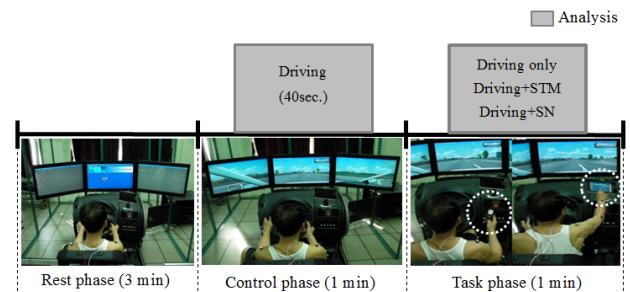 Analysis
Driving
(40sec.)
Driving only
Driving+STM
Driving+SN
Rest phase (3 min)
Control phase (1 min)
Task phase (1 min)